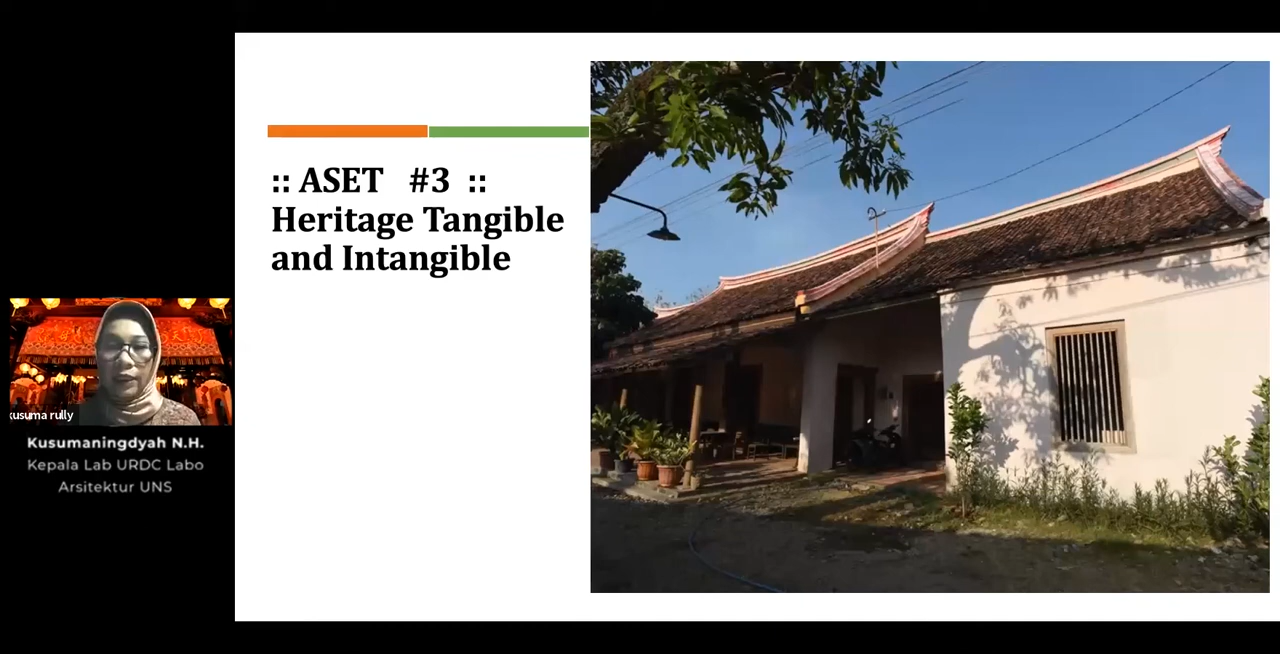 :: ASET #3 ::
Heritage Tangible
and Intangible
kusuma rully
Kusumaningdyah N.H.
Kepala Lab URDC Labo
Arsitektur UNS